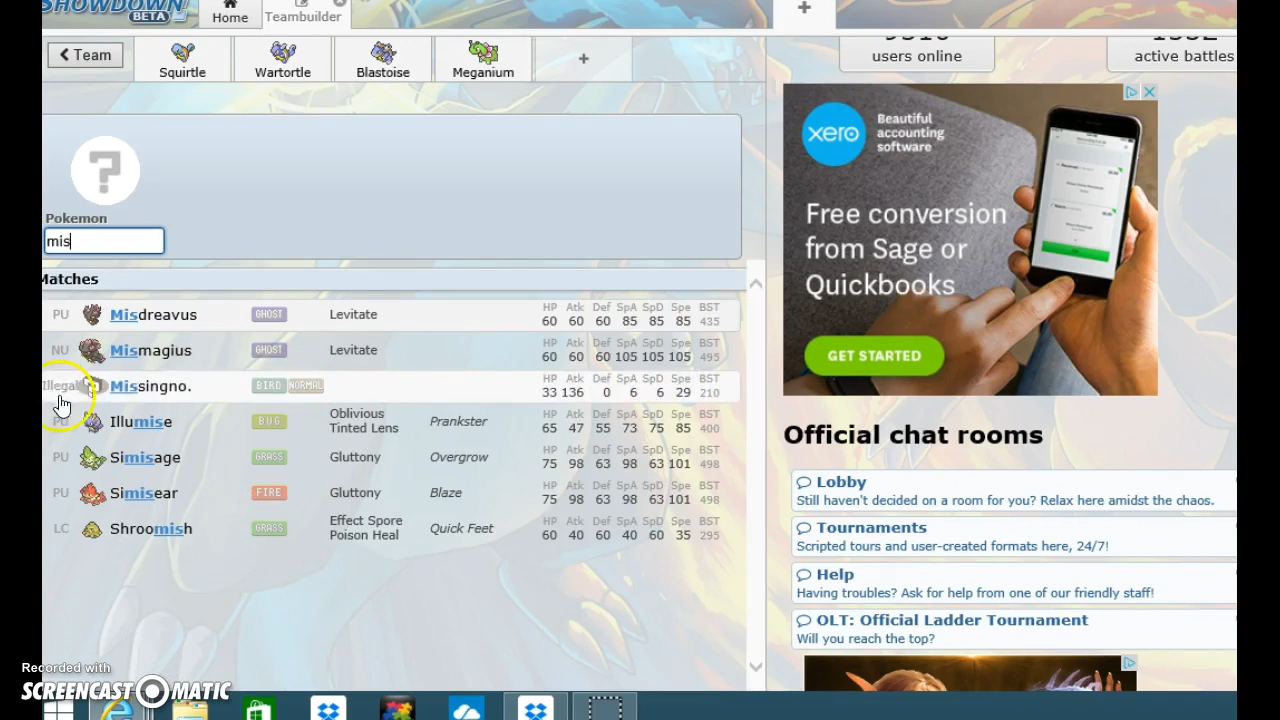 SHOWDOWN
BETA
Home
Teambuilder
+
Team
Squirtle
Wartortle
Blastoise
Meganium
+
users online
active battles
?
Pokemon
mis
Matches
PU Misdreavus GHOST Levitate HP 60 Atk 60 Def 60 SpA 85 SpD 85 Spe 85 BST 435
NU Mismagius GHOST Levitate HP 60 Atk 60 Def 60 SpA 105 SpD 105 Spe 105 BST 495
Illegal Missingno. BIRD NORMAL HP 33 Atk 136 Def 0 SpA 6 SpD 6 Spe 29 BST 210
PU Illumise BUG Oblivious Tinted Lens Prankster HP 65 Atk 47 Def 55 SpA 73 SpD 75 Spe 85 BST 400
PU Simisage GRASS Gluttony Overgrow HP 75 Atk 98 Def 63 SpA 98 SpD 63 Spe 101 BST 498
PU Simisear FIRE Gluttony Blaze HP 75 Atk 98 Def 63 SpA 98 SpD 63 Spe 101 BST 498
LC Shroomish GRASS Effect Spore Poison Heal Quick Feet HP 60 Atk 40 Def 60 SpA 40 SpD 60 Spe 35 BST 295
xero
Beautiful
accounting
software
Free conversion
from Sage or
Quickbooks
GET STARTED
Official chat rooms
Lobby
Still haven't decided on a room for you? Relax here amidst the chaos.
Tournaments
Scripted tours and user-created formats here, 24/7!
Help
Having troubles? Ask for help from one of our friendly staff!
OLT: Official Ladder Tournament
Will you reach the top?
Recorded with
SCREENCAST O MATIC